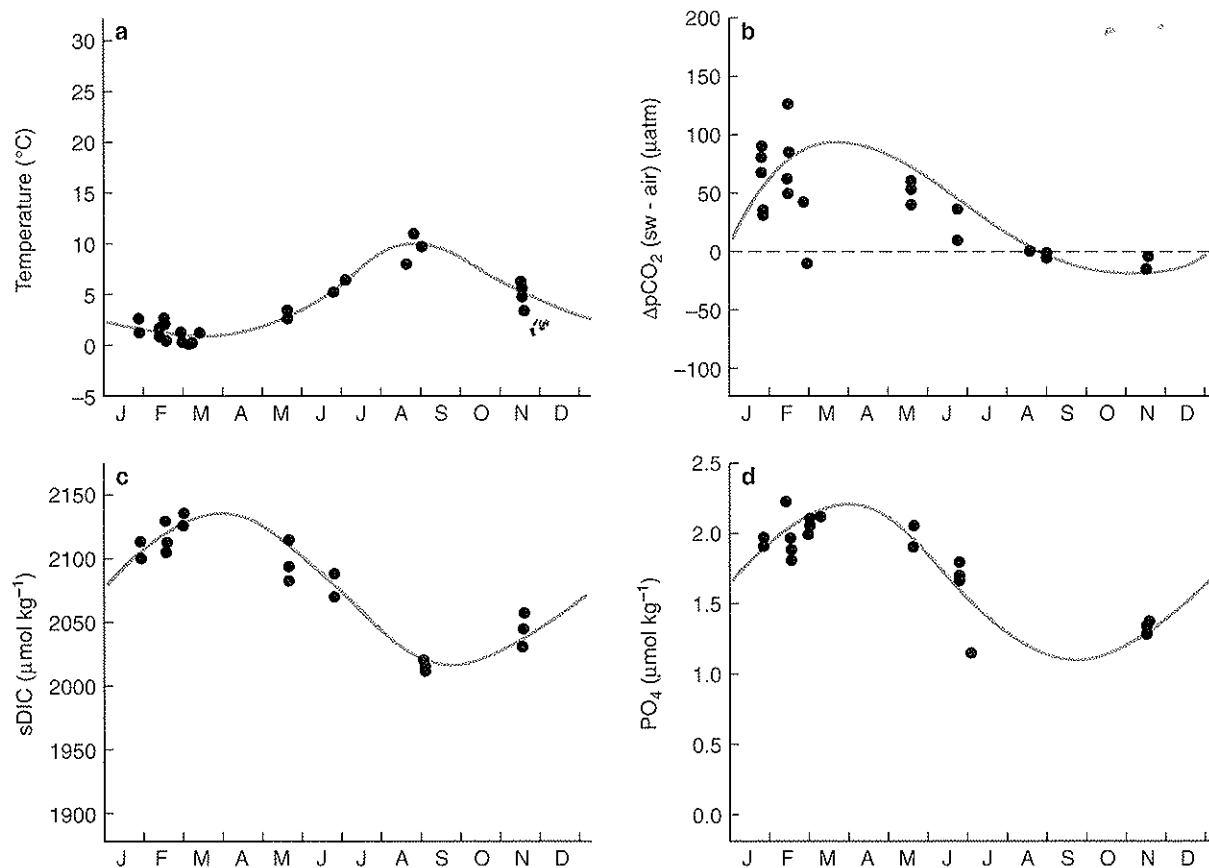 a
30
25
20
15
10
5
0
−5
Temperature (°C)
J F M A M J J A S O N D
b
200
150
100
50
0
−50
−100
ΔpCO₂ (sw - air) (µatm)
J F M A M J J A S O N D
c
2150
2100
2050
2000
1950
1900
sDIC (µmol kg⁻¹)
J F M A M J J A S O N D
d
2.5
2.0
1.5
1.0
0.5
0.0
PO₄ (µmol kg⁻¹)
J F M A M J J A S O N D